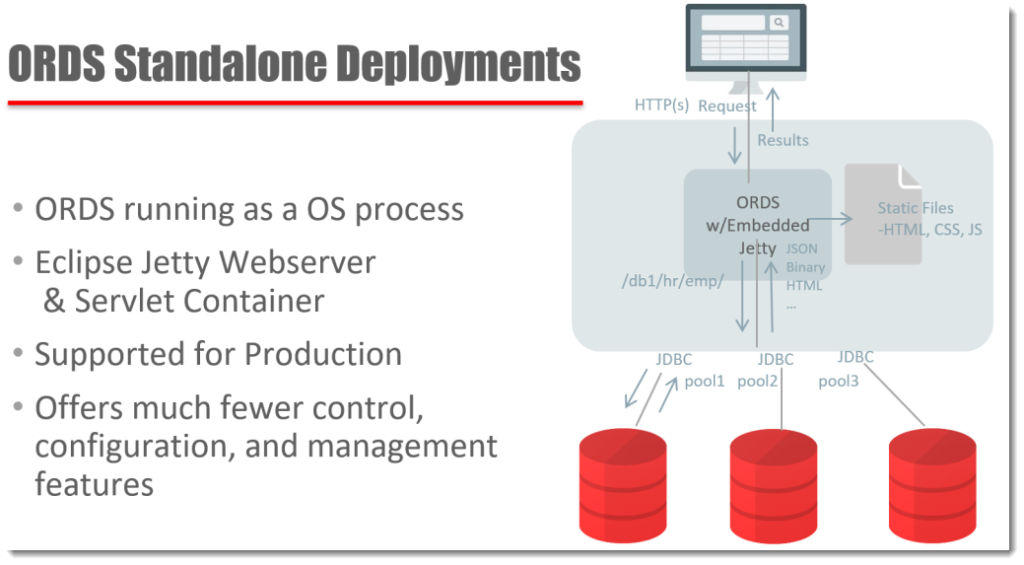 ORDS Standalone Deployments
• ORDS running as a OS process
• Eclipse Jetty Webserver
& Servlet Container
• Supported for Production
• Offers much fewer control,
configuration, and management
features
HTTP(s) Request
Results
ORDS
w/Embedded
Jetty
Static Files
-HTML, CSS, JS
JSON
Binary
HTML
...
/db1/hr/emp/
JDBC
pool1
JDBC
pool2
JDBC
pool3